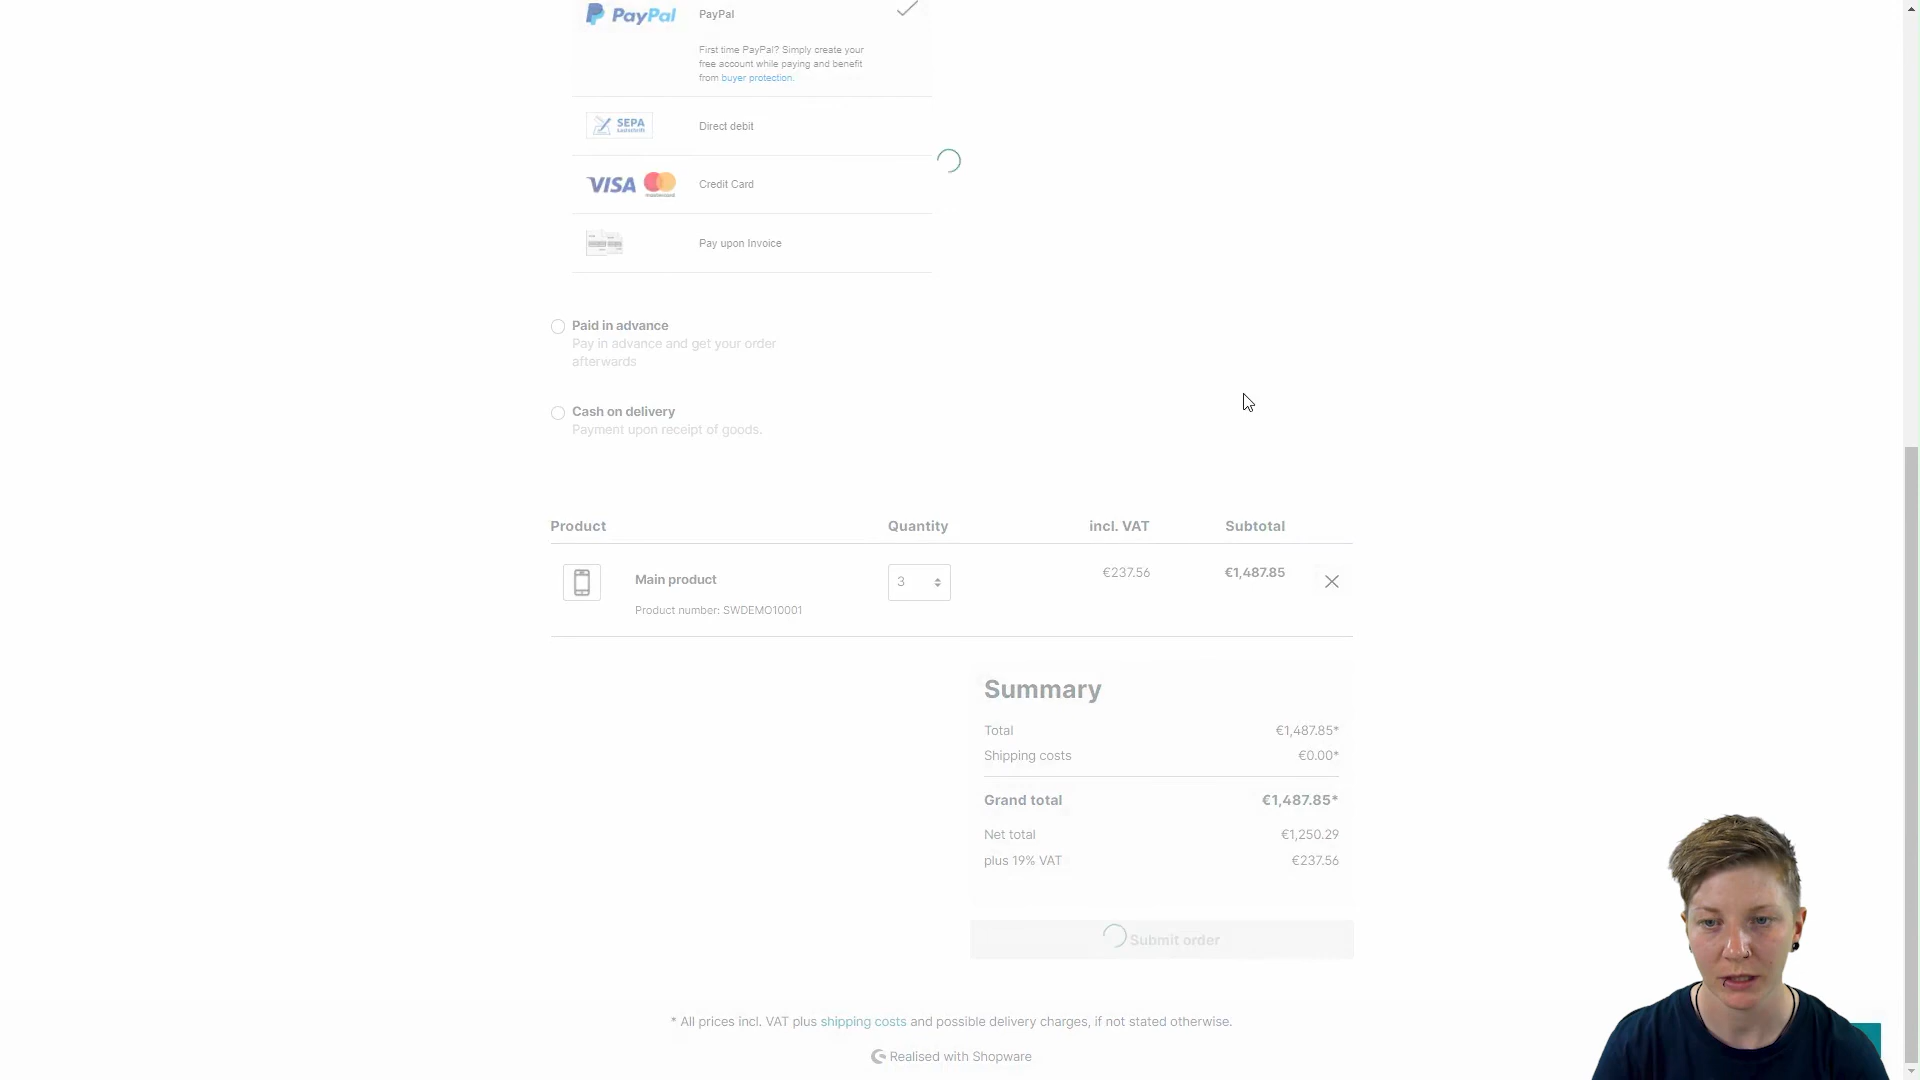 PayPal PayPal
First time PayPal? Simply create your
free account while paying and benefit
from buyer protection.
SEPA Direct debit
VISA mastercard Credit Card
Pay upon Invoice
Paid in advance
Pay in advance and get your order
afterwards
Cash on delivery
Payment upon receipt of goods.
Product Quantity incl. VAT Subtotal
Main product 3 €237.56 €1,487.85
Product number: SWDEMO10001
Summary
Total €1,487.85*
Shipping costs €0.00*
Grand total €1,487.85*
Net total €1,250.29
plus 19% VAT €237.56
Submit order
* All prices incl. VAT plus shipping costs and possible delivery charges, if not stated otherwise.
Realised with Shopware